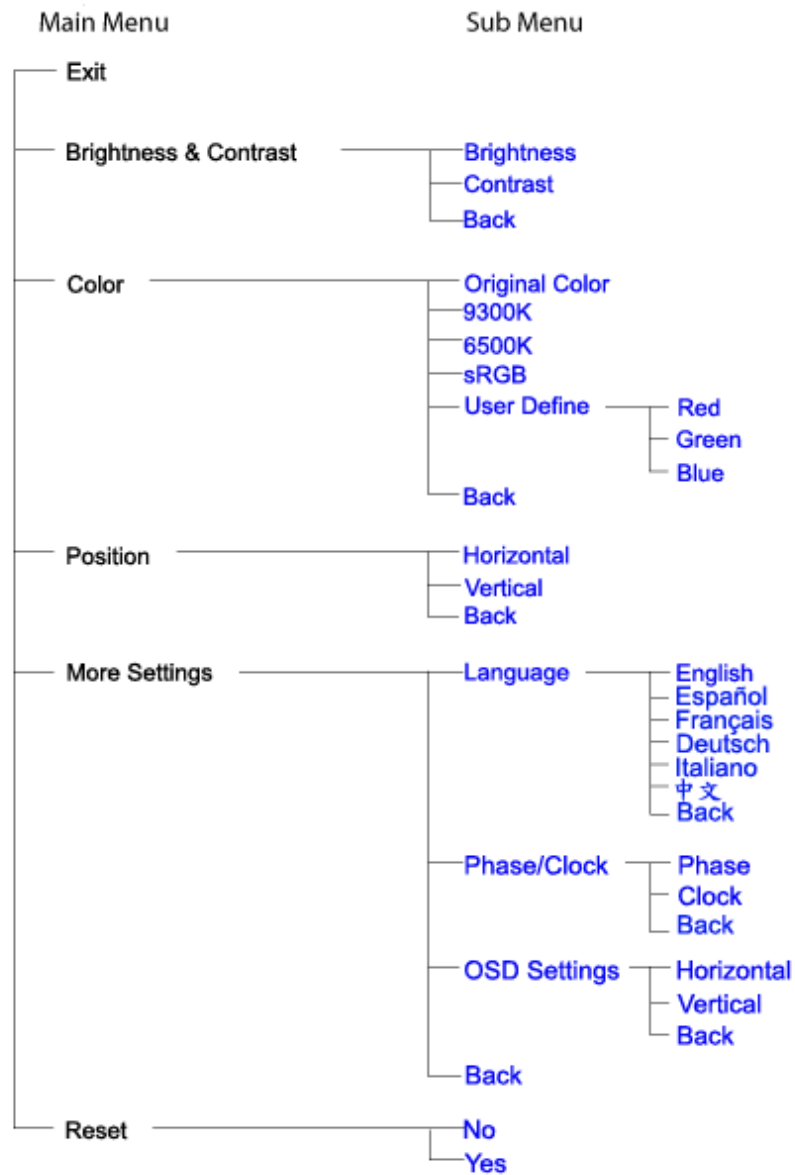 Main Menu Sub Menu
Exit
Brightness & Contrast Brightness
Contrast
Back
Color Original Color
9300K
6500K
sRGB
User Define Red
Green
Blue
Back
Position Horizontal
Vertical
Back
More Settings Language English
Español
Français
Deutsch
Italiano
中文
Back
Phase/Clock Phase
Clock
Back
OSD Settings Horizontal
Vertical
Back
Back
Reset No
Yes